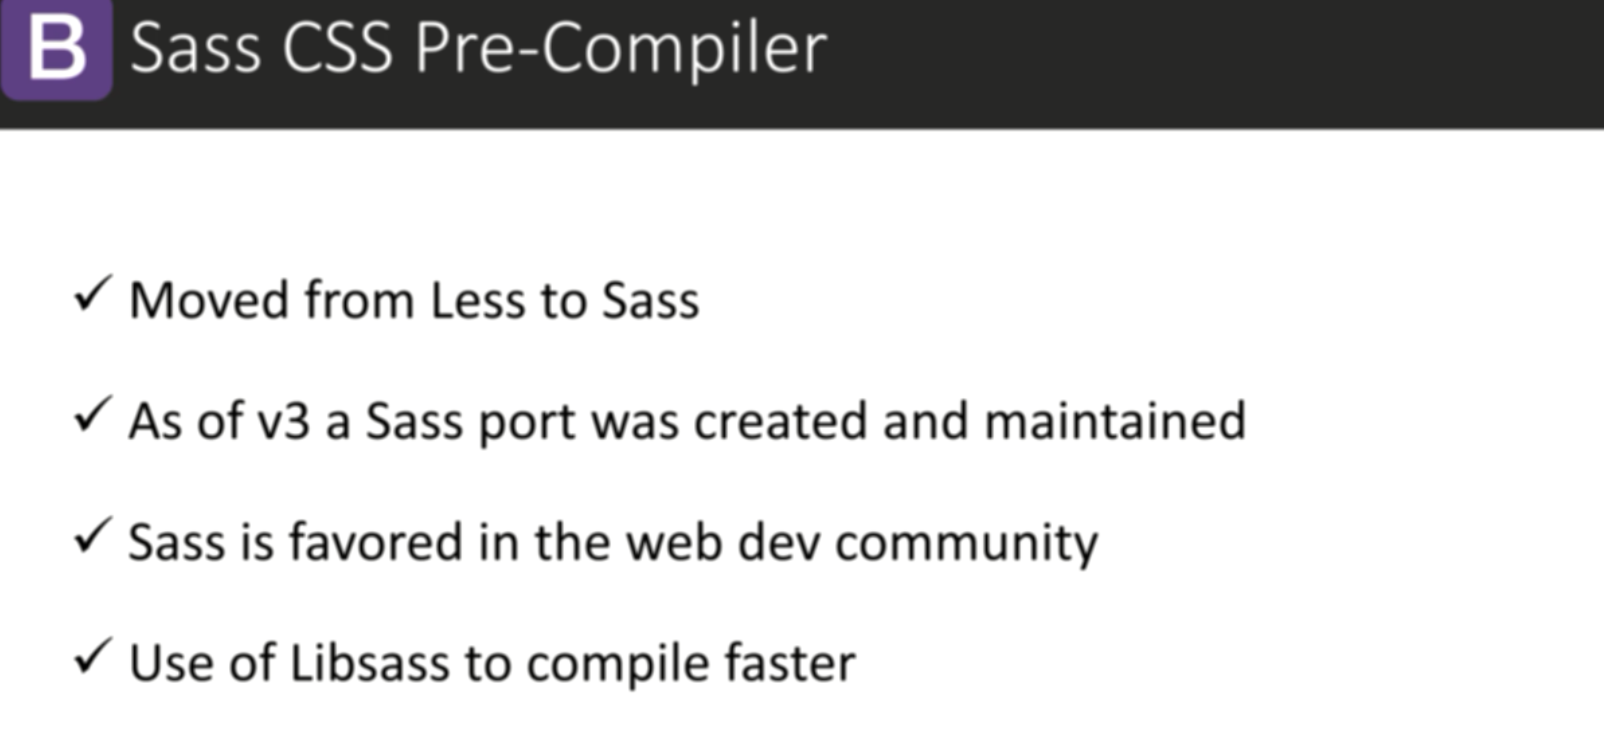 B Sass CSS Pre-Compiler
✓ Moved from Less to Sass
✓ As of v3 a Sass port was created and maintained
✓ Sass is favored in the web dev community
✓ Use of Libsass to compile faster